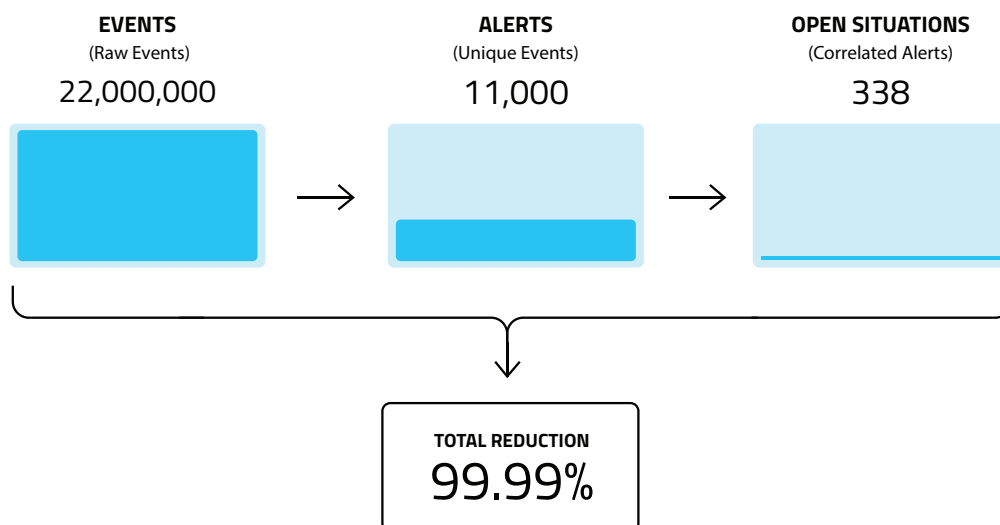 EVENTS
(Raw Events)
22,000,000
ALERTS
(Unique Events)
11,000
OPEN SITUATIONS
(Correlated Alerts)
338
TOTAL REDUCTION
99.99%